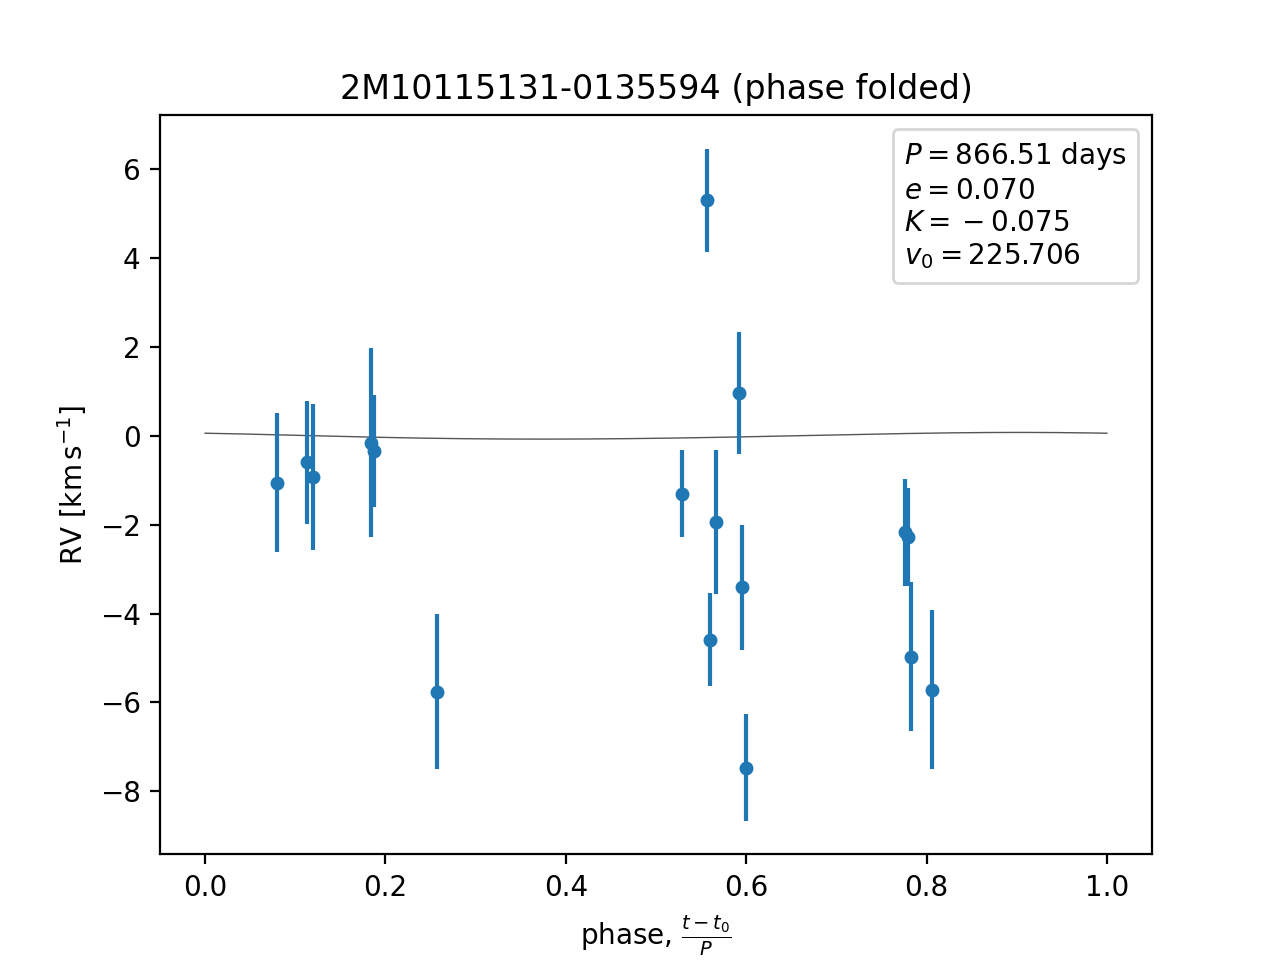 2M10115131-0135594 (phase folded)
P = 866.51 days
e = 0.070
K = −0.075
v₀ = 225.706
RV [km s⁻¹]
6
4
2
0
−2
−4
−6
−8
0.0 0.2 0.4 0.6 0.8 1.0
phase, (t − t₀)/P